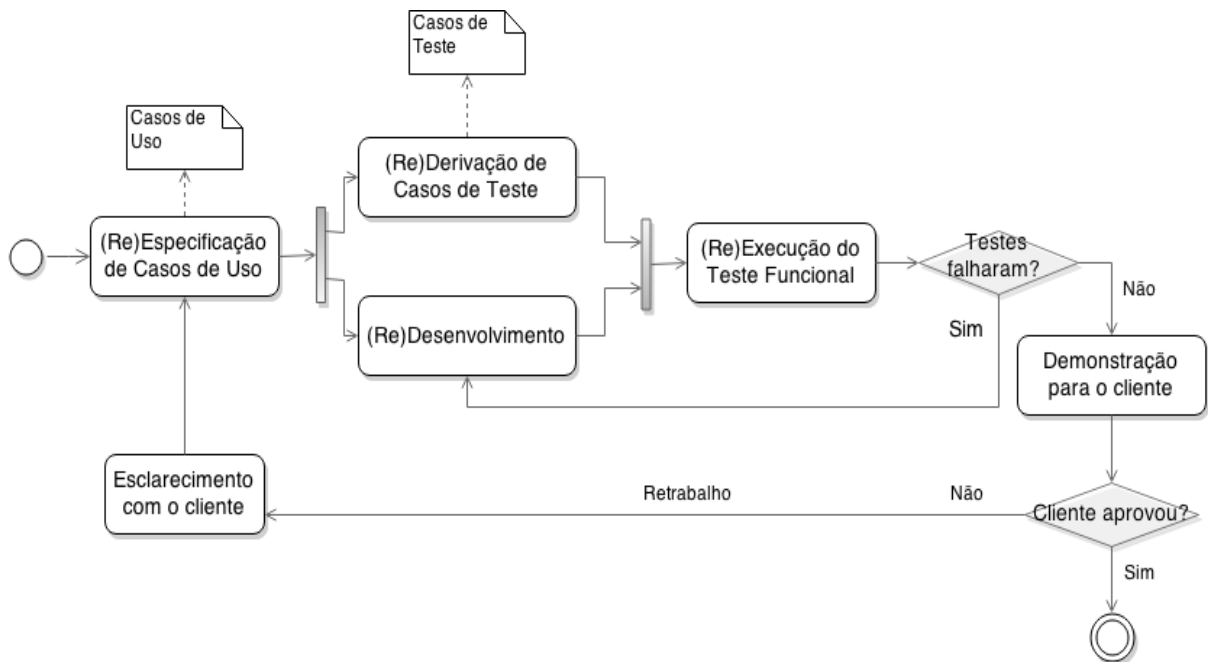 Casos de
Teste
Casos de
Uso
(Re)Derivação de
Casos de Teste
(Re)Especificação
de Casos de Uso
(Re)Execução do
Teste Funcional
Testes
falharam?
Não
Sim
(Re)Desenvolvimento
Demonstração
para o cliente
Esclarecimento
com o cliente
Retrabalho
Não
Cliente aprovou?
Sim